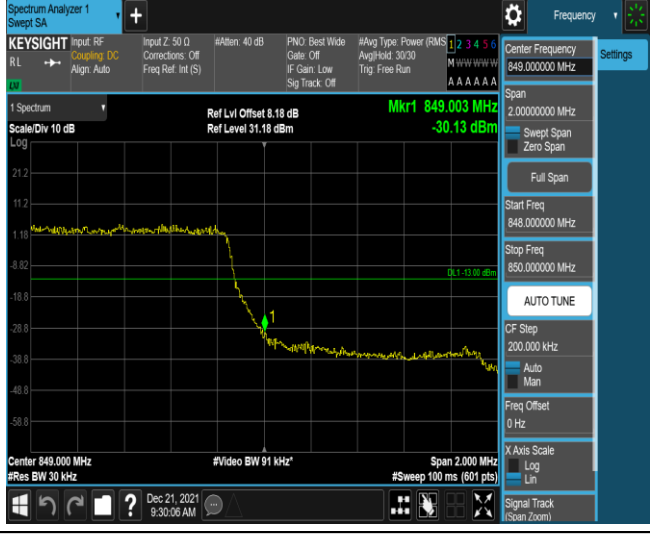 Spectrum Analyzer 1
Swept SA
+
Frequency
KEYSIGHT
RL
Input: RF
Coupling: DC
Align: Auto
Input Z: 50 Ω
Corrections: Off
Freq Ref: Int (S)
#Atten: 40 dB
PNO: Best Wide
Gate: Off
IF Gain: Low
Sig Track: Off
#Avg Type: Power (RMS
Avg|Hold: 30/30
Trig: Free Run
1 2 3 4 5 6
M W W W W W
A A A A A A
1 Spectrum
Scale/Div 10 dB
Log
Ref Lvl Offset 8.18 dB
Ref Level 31.18 dBm
Mkr1 849.003 MHz
-30.13 dBm
21.2
11.2
1.18
-8.82
-18.8
-28.8
-38.8
-48.8
-58.8
DL1 -13.00 dBm
1
Center 849.000 MHz
#Res BW 30 kHz
#Video BW 91 kHz*
Span 2.000 MHz
#Sweep 100 ms (601 pts)
?
Dec 21, 2021
9:30:06 AM
Center Frequency
849.000000 MHz
Settings
Span
2.00000000 MHz
Swept Span
Zero Span
Full Span
Start Freq
848.000000 MHz
Stop Freq
850.000000 MHz
AUTO TUNE
CF Step
200.000 kHz
Auto
Man
Freq Offset
0 Hz
X Axis Scale
Log
Lin
Signal Track
(Span Zoom)